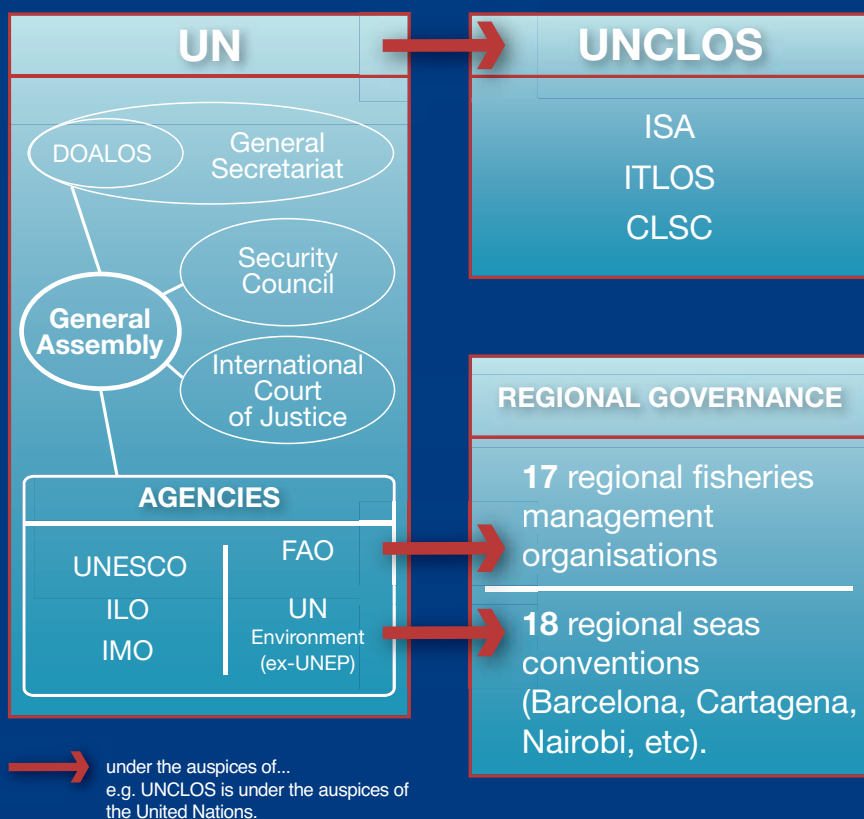 UN
DOALOS
General
Secretariat
Security
Council
General
Assembly
International
Court
of Justice
AGENCIES
UNESCO
ILO
IMO
FAO
UN
Environment
(ex-UNEP)
UNCLOS
ISA
ITLOS
CLSC
REGIONAL GOVERNANCE
17 regional fisheries
management
organisations
18 regional seas
conventions
(Barcelona, Cartagena,
Nairobi, etc).
under the auspices of...
e.g. UNCLOS is under the auspices of
the United Nations.